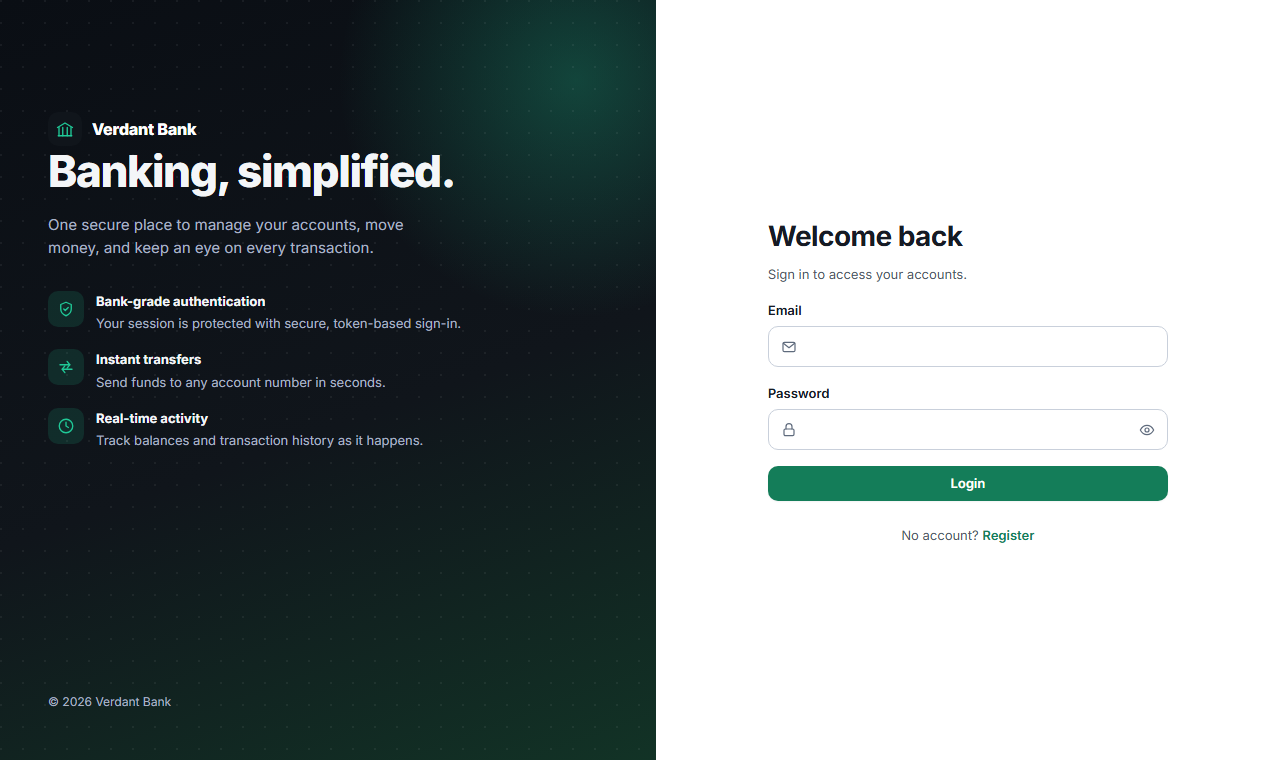 Verdant Bank
Banking, simplified.
One secure place to manage your accounts, move
money, and keep an eye on every transaction.
Bank-grade authentication
Your session is protected with secure, token-based sign-in.
Instant transfers
Send funds to any account number in seconds.
Real-time activity
Track balances and transaction history as it happens.
© 2026 Verdant Bank
Welcome back
Sign in to access your accounts.
Email
Password
Login
No account? Register